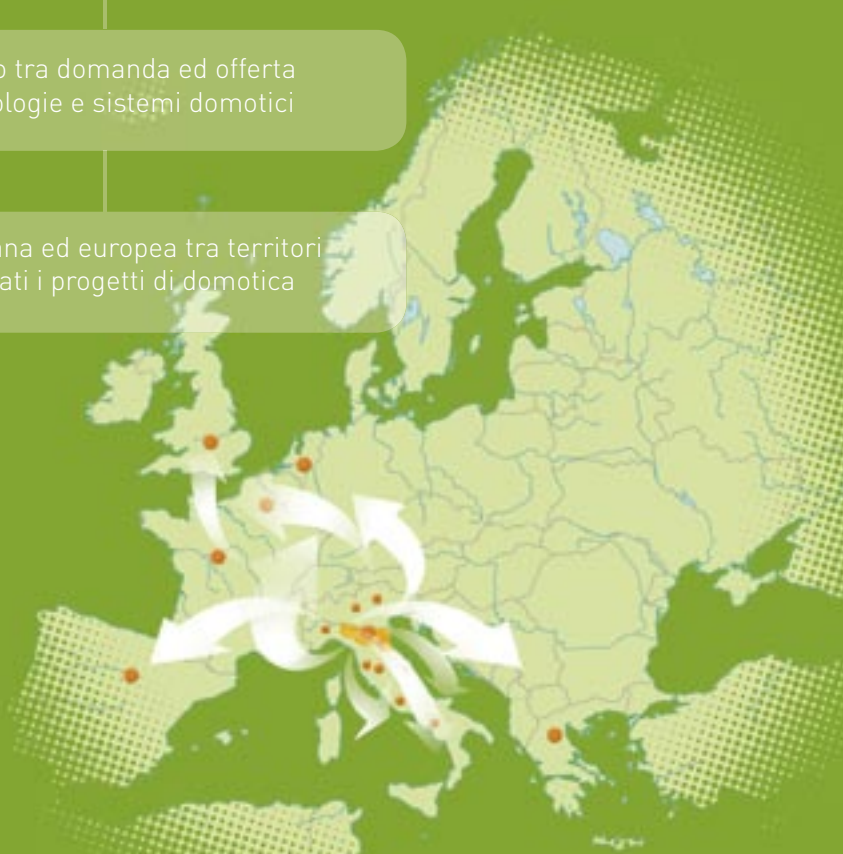 tra domanda ed offerta
ologie e sistemi domotici
ana ed europea tra territori
ati i progetti di domotica